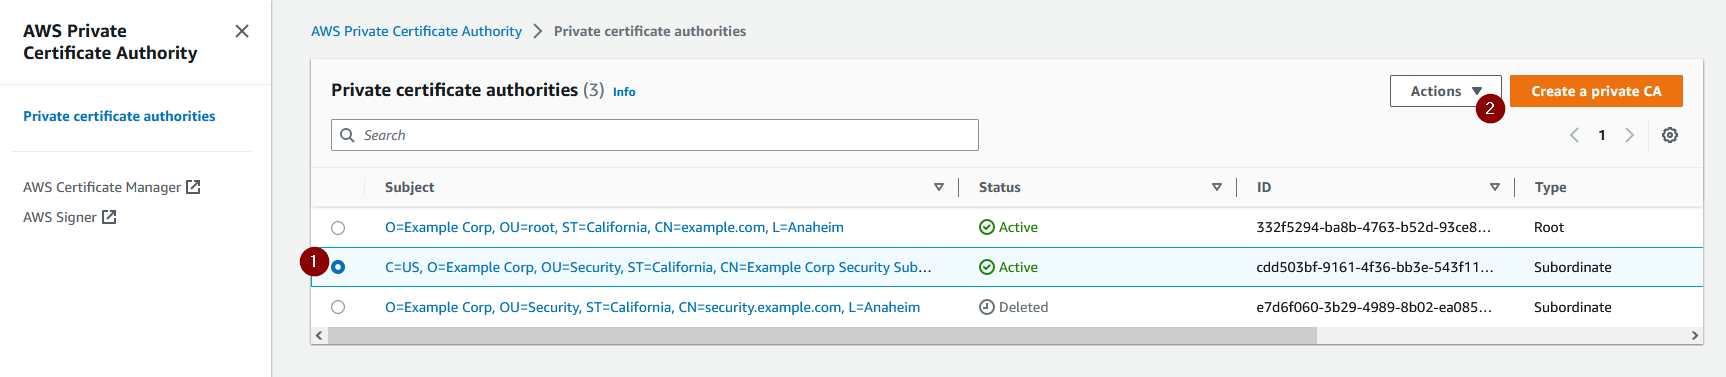 AWS Private
Certificate Authority
Private certificate authorities
AWS Certificate Manager
AWS Signer
AWS Private Certificate Authority > Private certificate authorities
Private certificate authorities (3) Info
Actions
2
Create a private CA
Search
1
Subject Status ID Type
O=Example Corp, OU=root, ST=California, CN=example.com, L=Anaheim Active 332f5294-ba8b-4763-b52d-93ce8... Root
1 C=US, O=Example Corp, OU=Security, ST=California, CN=Example Corp Security Sub... Active cdd503bf-9161-4f36-bb3e-543f11... Subordinate
O=Example Corp, OU=Security, ST=California, CN=security.example.com, L=Anaheim Deleted e7d6f060-3b29-4989-8b02-ea085... Subordinate